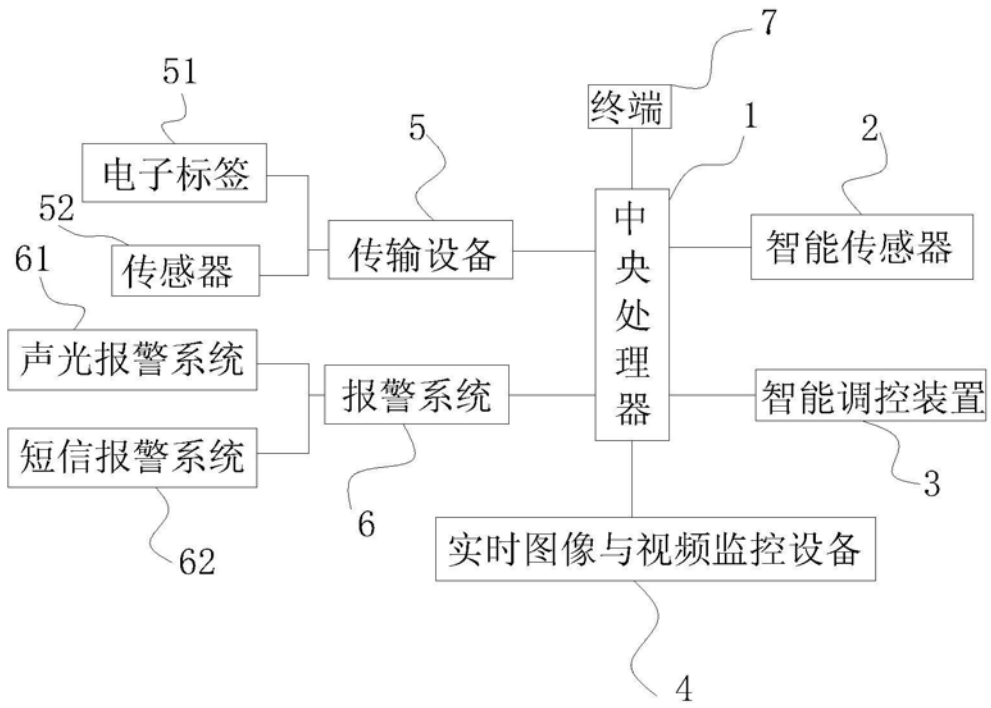 7
终端
51
5
1
2
电子标签
52
传感器
传输设备
中央处理器
智能传感器
61
声光报警系统
报警系统
智能调控装置
短信报警系统
3
6
62
实时图像与视频监控设备
4